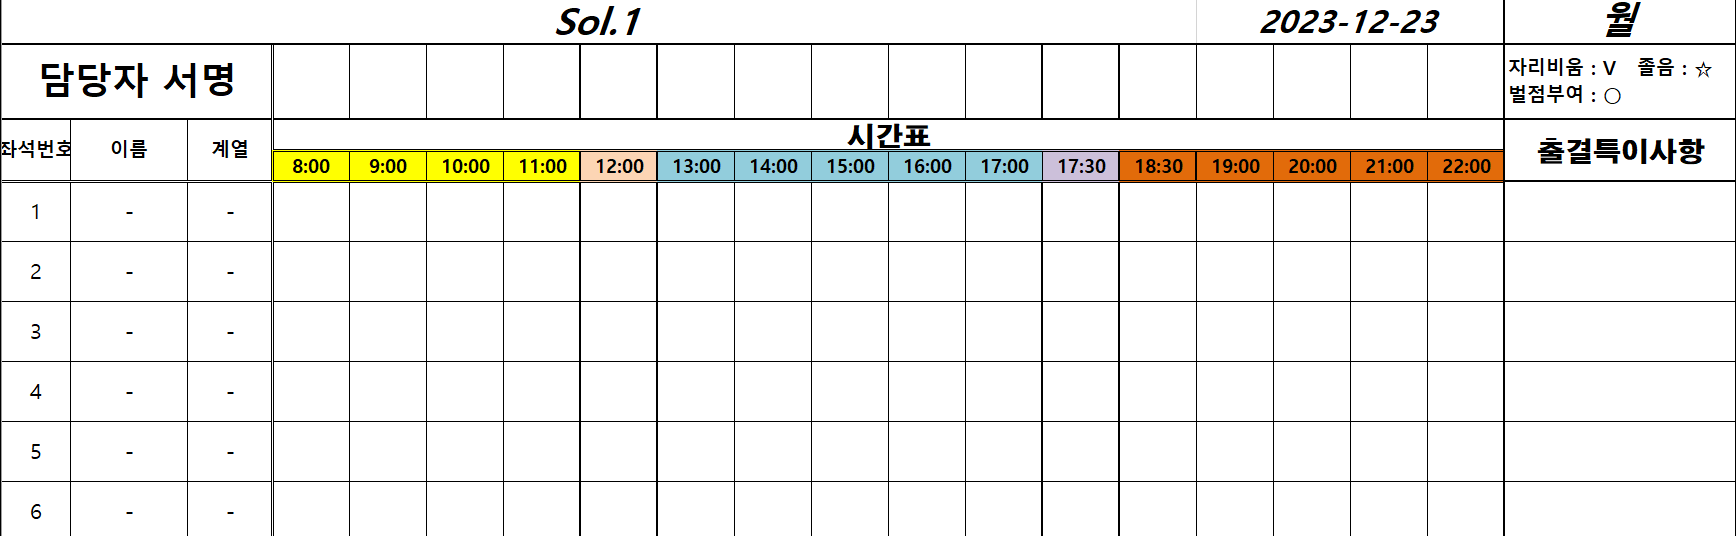 Sol.1 2023-12-23 월
담당자 서명 자리비움 : V 졸음 : ☆
벌점부여 : ○
좌석번호 이름 계열 시간표 출결특이사항
8:00 9:00 10:00 11:00 12:00 13:00 14:00 15:00 16:00 17:00 17:30 18:30 19:00 20:00 21:00 22:00
1 - -
2 - -
3 - -
4 - -
5 - -
6 - -